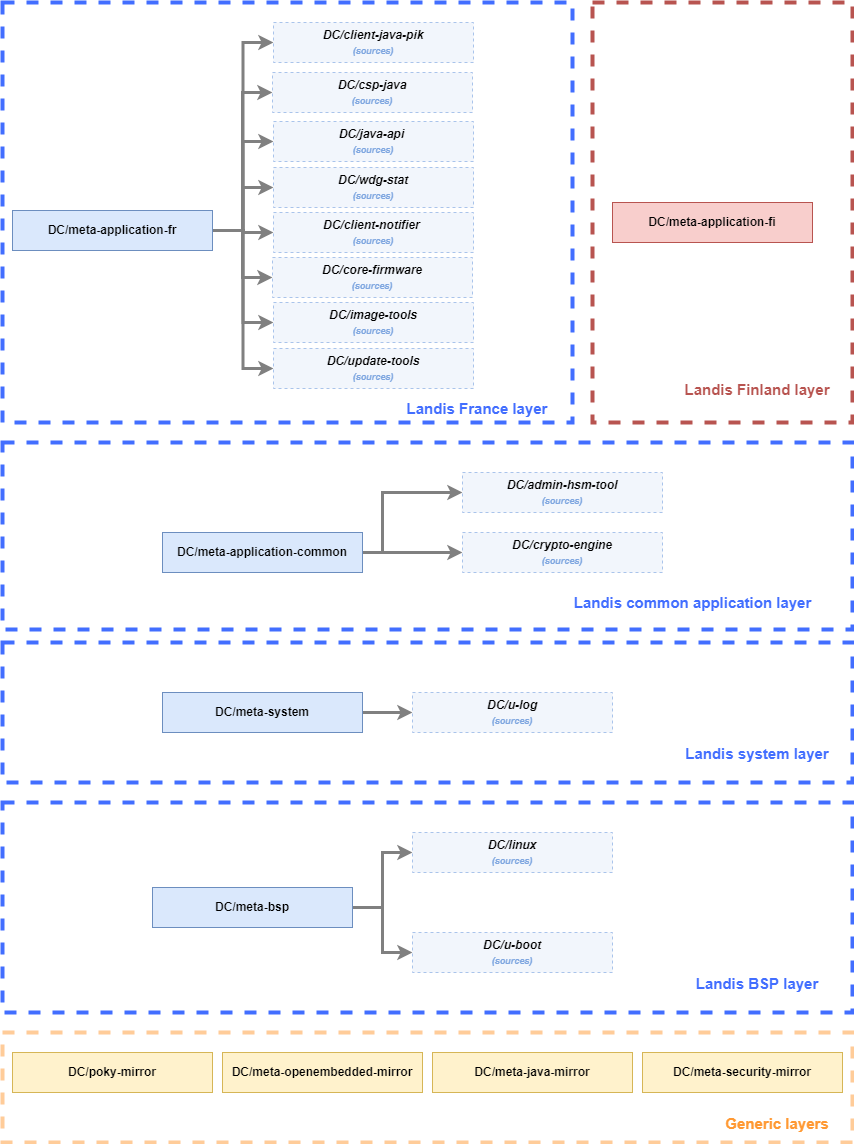 DC/client-java-pik
(sources)
DC/csp-java
(sources)
DC/java-api
(sources)
DC/wdg-stat
(sources)
DC/meta-application-fr
DC/client-notifier
(sources)
DC/core-firmware
(sources)
DC/image-tools
(sources)
DC/update-tools
(sources)
Landis France layer
DC/meta-application-fi
Landis Finland layer
DC/admin-hsm-tool
(sources)
DC/meta-application-common
DC/crypto-engine
(sources)
Landis common application layer
DC/meta-system
DC/u-log
(sources)
Landis system layer
DC/linux
(sources)
DC/meta-bsp
DC/u-boot
(sources)
Landis BSP layer
DC/poky-mirror
DC/meta-openembedded-mirror
DC/meta-java-mirror
DC/meta-security-mirror
Generic layers